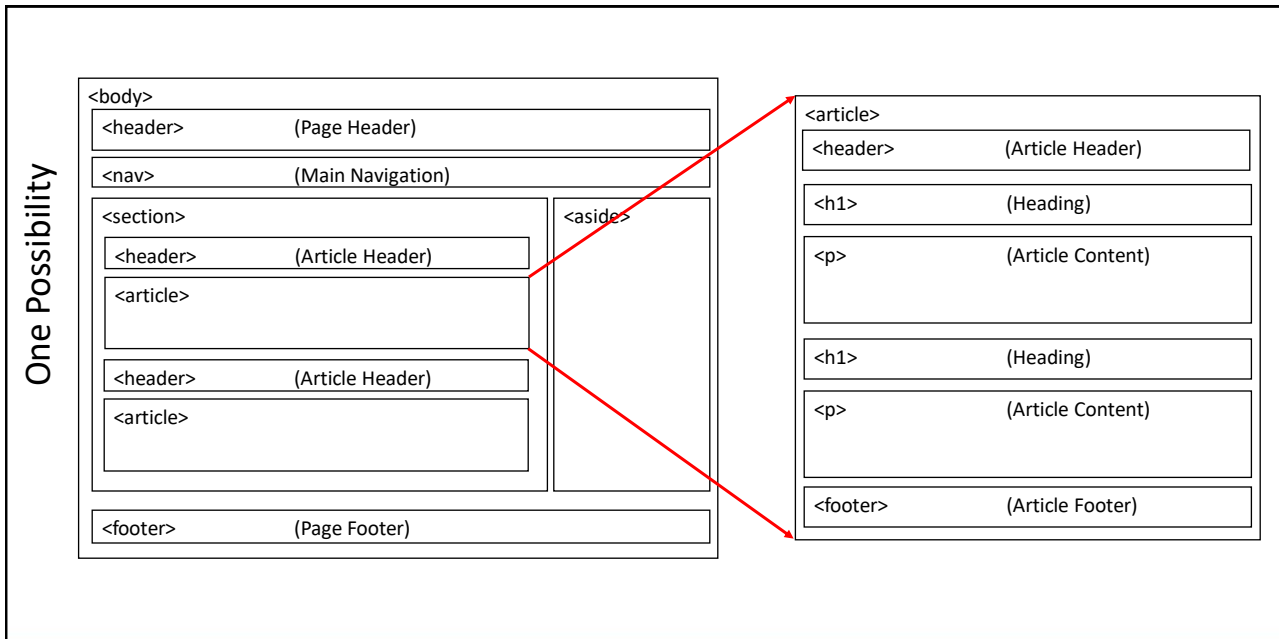 One Possibility
<body>
<header> (Page Header)
<nav> (Main Navigation)
<section>
<header> (Article Header)
<article>
<header> (Article Header)
<article>
<aside>
<footer> (Page Footer)
<article>
<header> (Article Header)
<h1> (Heading)
<p> (Article Content)
<h1> (Heading)
<p> (Article Content)
<footer> (Article Footer)